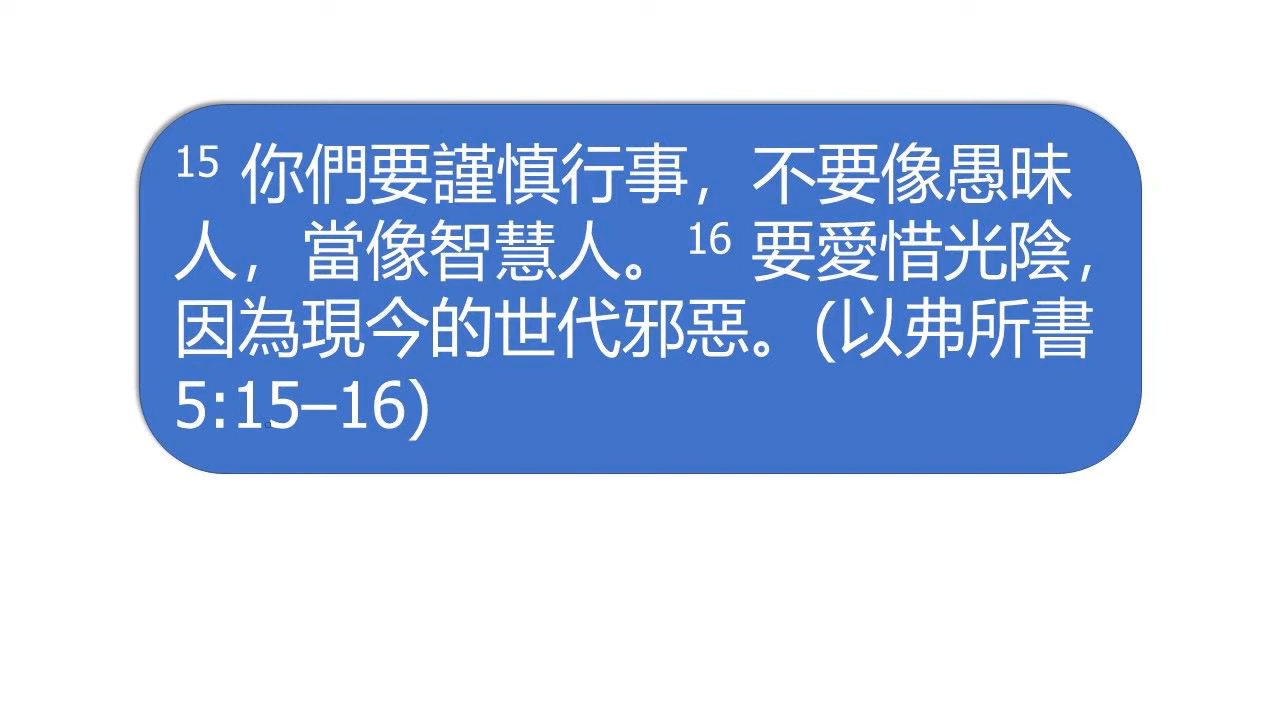 15 你們要謹慎行事，不要像愚昧
人，當像智慧人。16 要愛惜光陰，
因為現今的世代邪惡。(以弗所書
5:15–16)